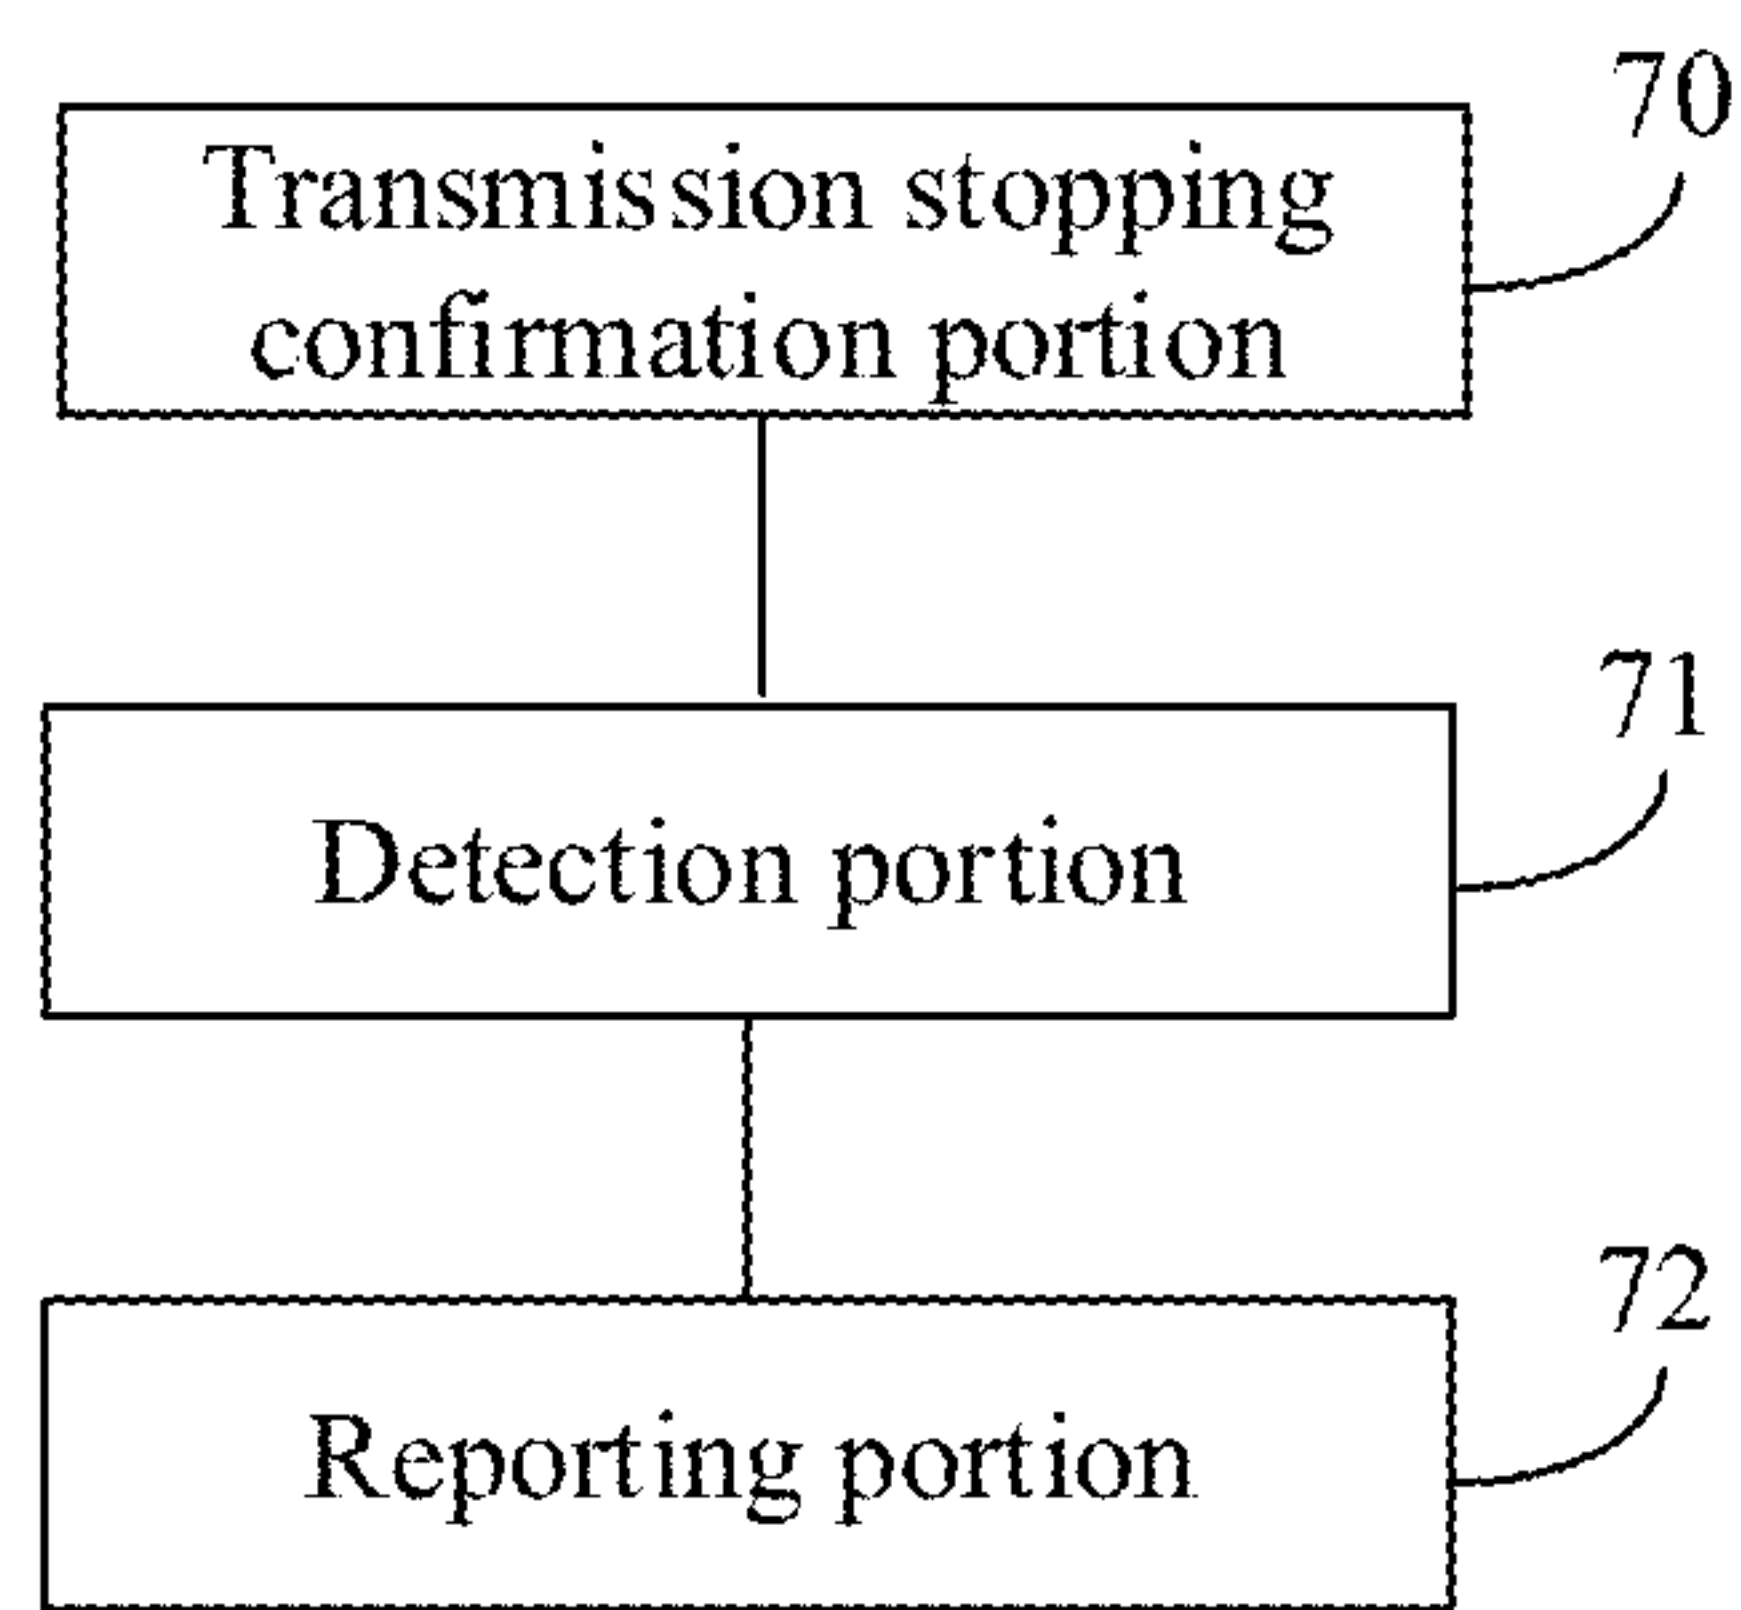 70
Transmission stopping
confirmation portion
71
Detection portion
72
Reporting portion